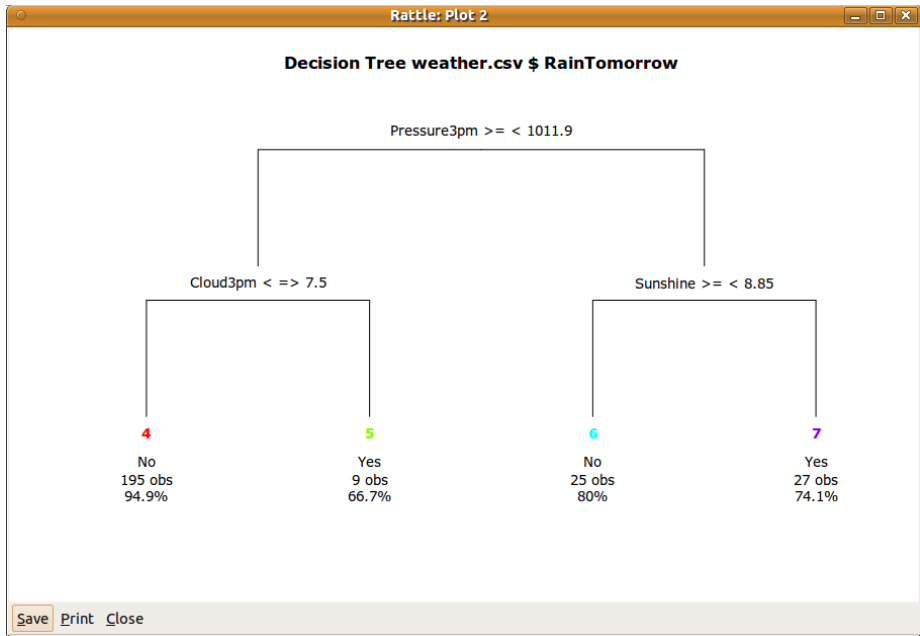 Rattle: Plot 2
Decision Tree weather.csv $ RainTomorrow
Pressure3pm >= < 1011.9
Cloud3pm < => 7.5
Sunshine >= < 8.85
4
5
6
7
No
Yes
No
Yes
195 obs
9 obs
25 obs
27 obs
94.9%
66.7%
80%
74.1%
Save Print Close